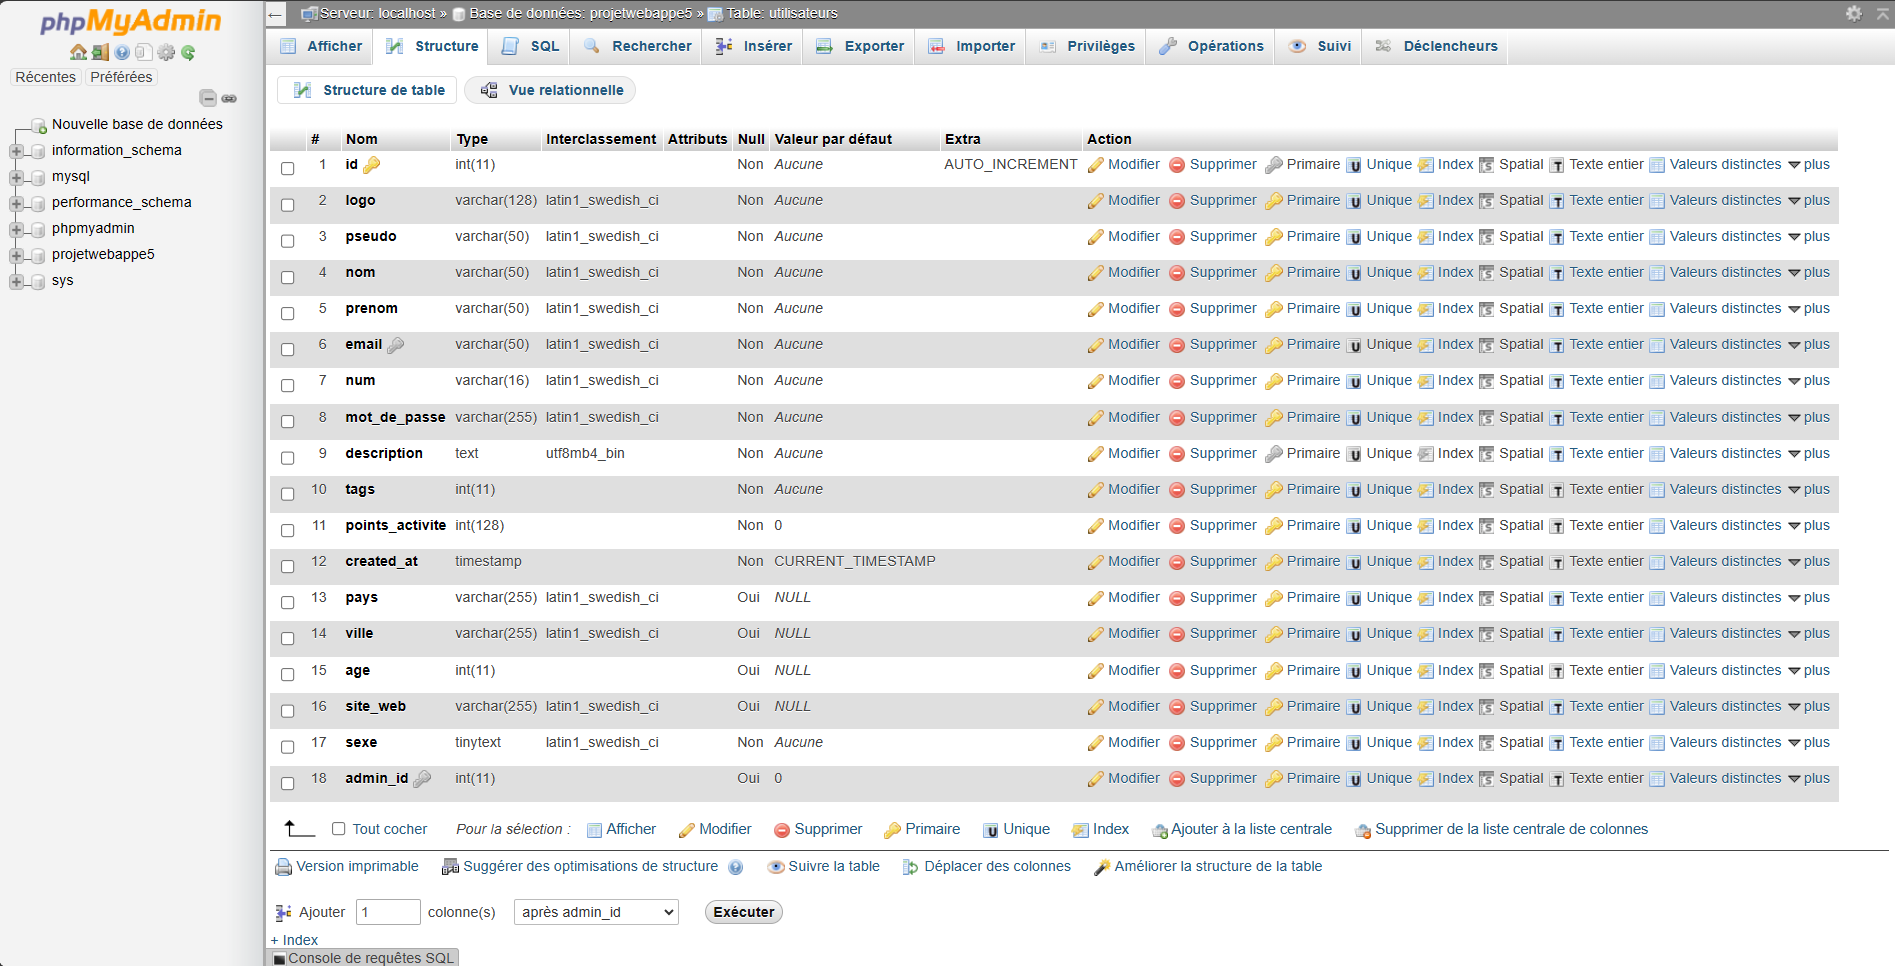 phpMyAdmin
Récentes Préférées
Nouvelle base de données
information_schema
mysql
performance_schema
phpmyadmin
projetwebappe5
sys
Serveur: localhost » Base de données: projetwebappe5 » Table: utilisateurs
Afficher Structure SQL Rechercher Insérer Exporter Importer Privilèges Opérations Suivi Déclencheurs
Structure de table Vue relationnelle
# Nom Type Interclassement Attributs Null Valeur par défaut Extra Action
1 id int(11) Non Aucune AUTO_INCREMENT Modifier Supprimer Primaire Unique Index Spatial Texte entier Valeurs distinctes plus
2 logo varchar(128) latin1_swedish_ci Non Aucune Modifier Supprimer Primaire Unique Index Spatial Texte entier Valeurs distinctes plus
3 pseudo varchar(50) latin1_swedish_ci Non Aucune Modifier Supprimer Primaire Unique Index Spatial Texte entier Valeurs distinctes plus
4 nom varchar(50) latin1_swedish_ci Non Aucune Modifier Supprimer Primaire Unique Index Spatial Texte entier Valeurs distinctes plus
5 prenom varchar(50) latin1_swedish_ci Non Aucune Modifier Supprimer Primaire Unique Index Spatial Texte entier Valeurs distinctes plus
6 email varchar(50) latin1_swedish_ci Non Aucune Modifier Supprimer Primaire Unique Index Spatial Texte entier Valeurs distinctes plus
7 num varchar(16) latin1_swedish_ci Non Aucune Modifier Supprimer Primaire Unique Index Spatial Texte entier Valeurs distinctes plus
8 mot_de_passe varchar(255) latin1_swedish_ci Non Aucune Modifier Supprimer Primaire Unique Index Spatial Texte entier Valeurs distinctes plus
9 description text utf8mb4_bin Non Aucune Modifier Supprimer Primaire Unique Index Spatial Texte entier Valeurs distinctes plus
10 tags int(11) Non Aucune Modifier Supprimer Primaire Unique Index Spatial Texte entier Valeurs distinctes plus
11 points_activite int(128) Non 0 Modifier Supprimer Primaire Unique Index Spatial Texte entier Valeurs distinctes plus
12 created_at timestamp Non CURRENT_TIMESTAMP Modifier Supprimer Primaire Unique Index Spatial Texte entier Valeurs distinctes plus
13 pays varchar(255) latin1_swedish_ci Oui NULL Modifier Supprimer Primaire Unique Index Spatial Texte entier Valeurs distinctes plus
14 ville varchar(255) latin1_swedish_ci Oui NULL Modifier Supprimer Primaire Unique Index Spatial Texte entier Valeurs distinctes plus
15 age int(11) Oui NULL Modifier Supprimer Primaire Unique Index Spatial Texte entier Valeurs distinctes plus
16 site_web varchar(255) latin1_swedish_ci Oui NULL Modifier Supprimer Primaire Unique Index Spatial Texte entier Valeurs distinctes plus
17 sexe tinytext latin1_swedish_ci Non Aucune Modifier Supprimer Primaire Unique Index Spatial Texte entier Valeurs distinctes plus
18 admin_id int(11) Oui 0 Modifier Supprimer Primaire Unique Index Spatial Texte entier Valeurs distinctes plus
Tout cocher Pour la sélection : Afficher Modifier Supprimer Primaire Unique Index Ajouter à la liste centrale Supprimer de la liste centrale de colonnes
Version imprimable Suggérer des optimisations de structure Suivre la table Déplacer des colonnes Améliorer la structure de la table
Ajouter 1 colonne(s) après admin_id Exécuter
+ Index
Console de requêtes SQL